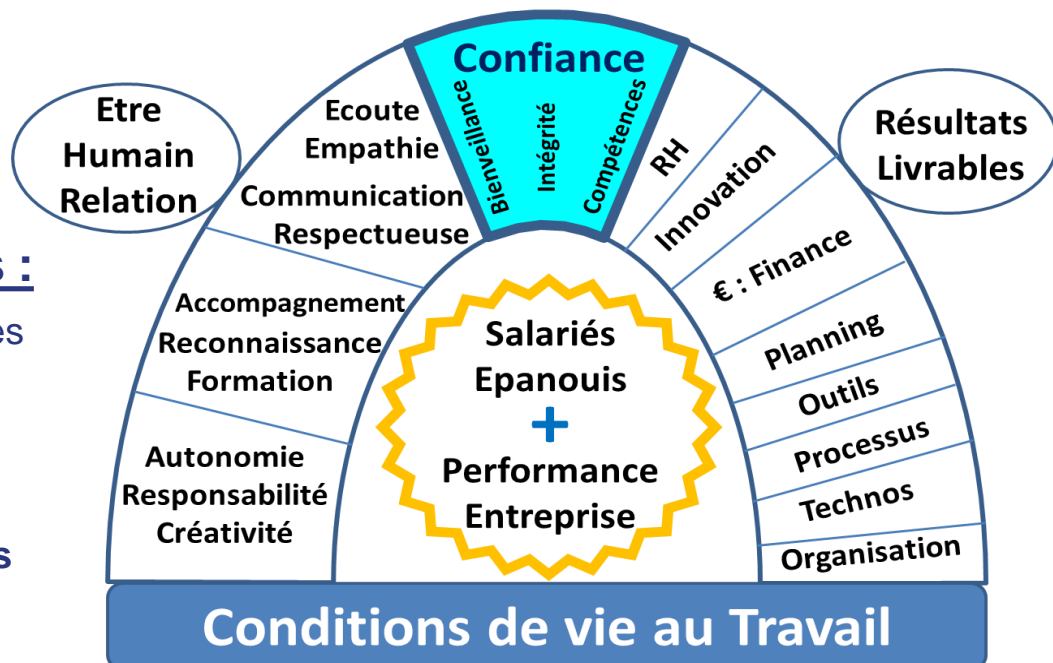 Confiance
Bienveillance
Intégrité
Compétences
Etre
Humain
Relation
Ecoute
Empathie
Communication
Respectueuse
Accompagnement
Reconnaissance
Formation
Autonomie
Responsabilité
Créativité
RH
Innovation
€ : Finance
Planning
Outils
Processus
Technos
Organisation
Résultats
Livrables
Salariés
Epanouis
+
Performance
Entreprise
Conditions de vie au Travail